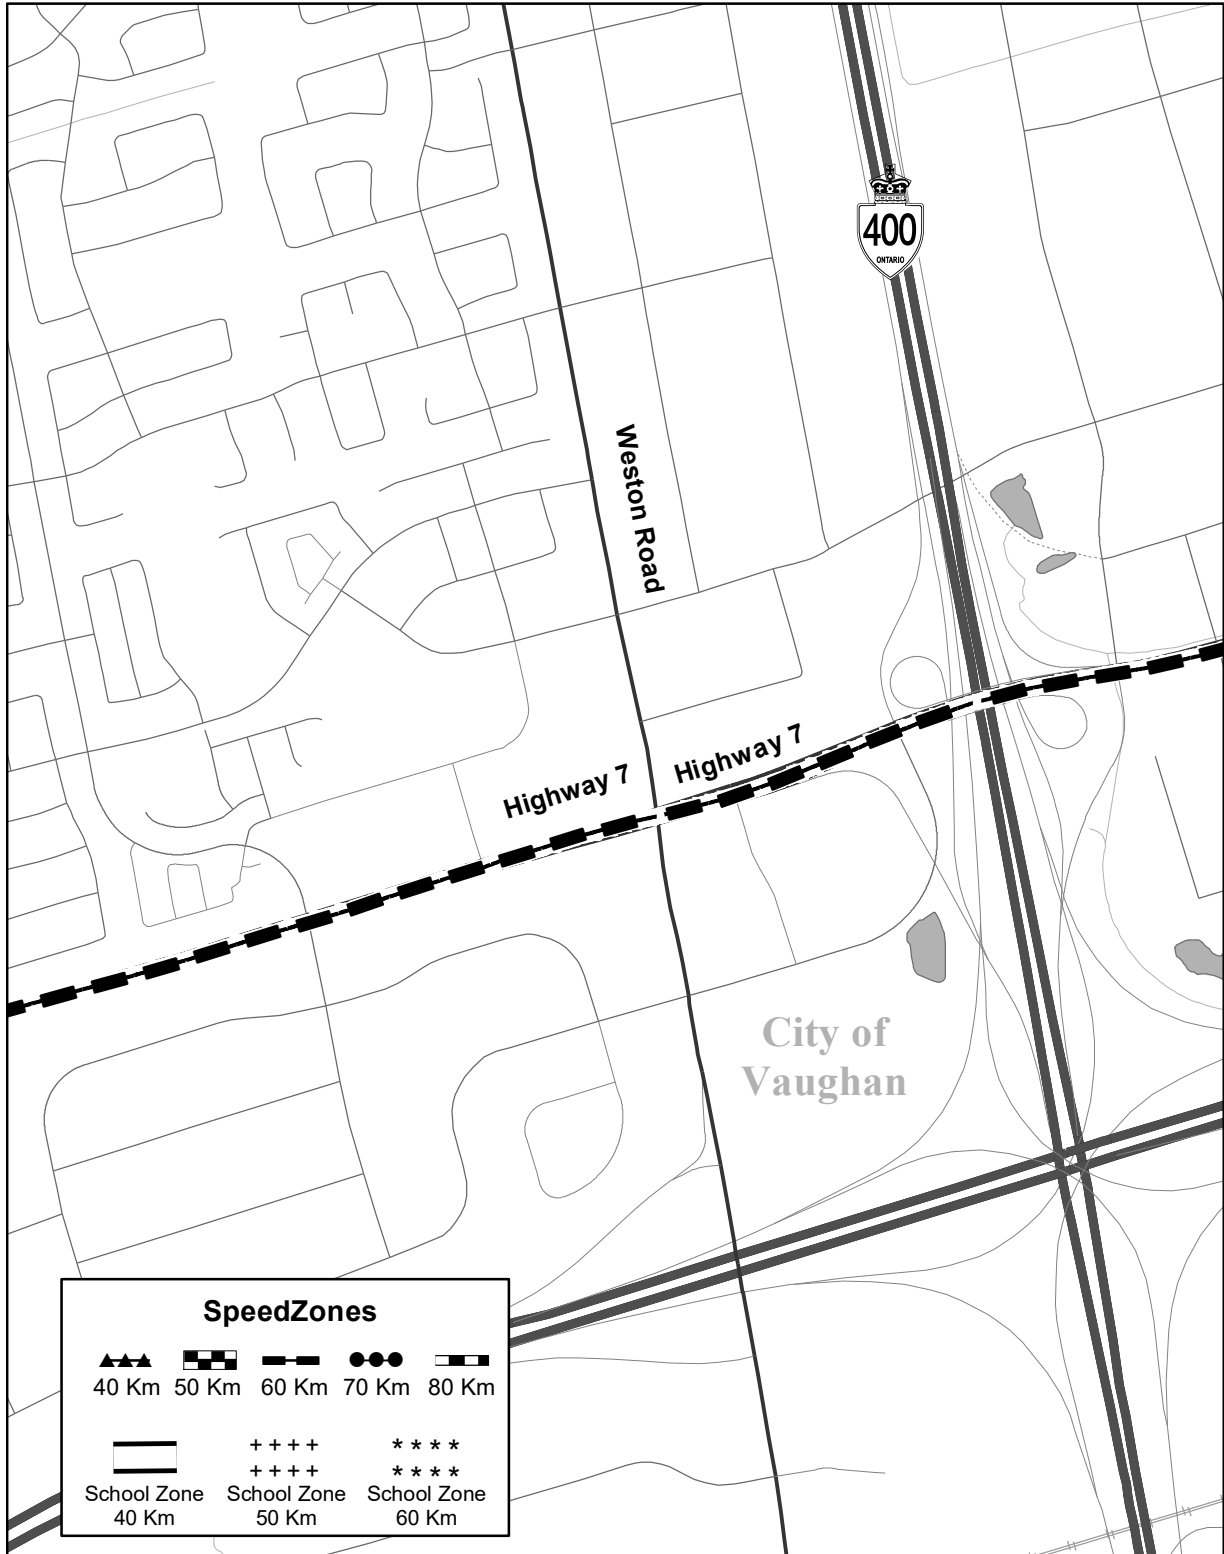 400
ONTARIO
Weston Road
Highway 7
Highway 7
City of
Vaughan
SpeedZones
40 Km 50 Km 60 Km 70 Km 80 Km
++++ ****
++++ ****
School Zone School Zone School Zone
40 Km 50 Km 60 Km